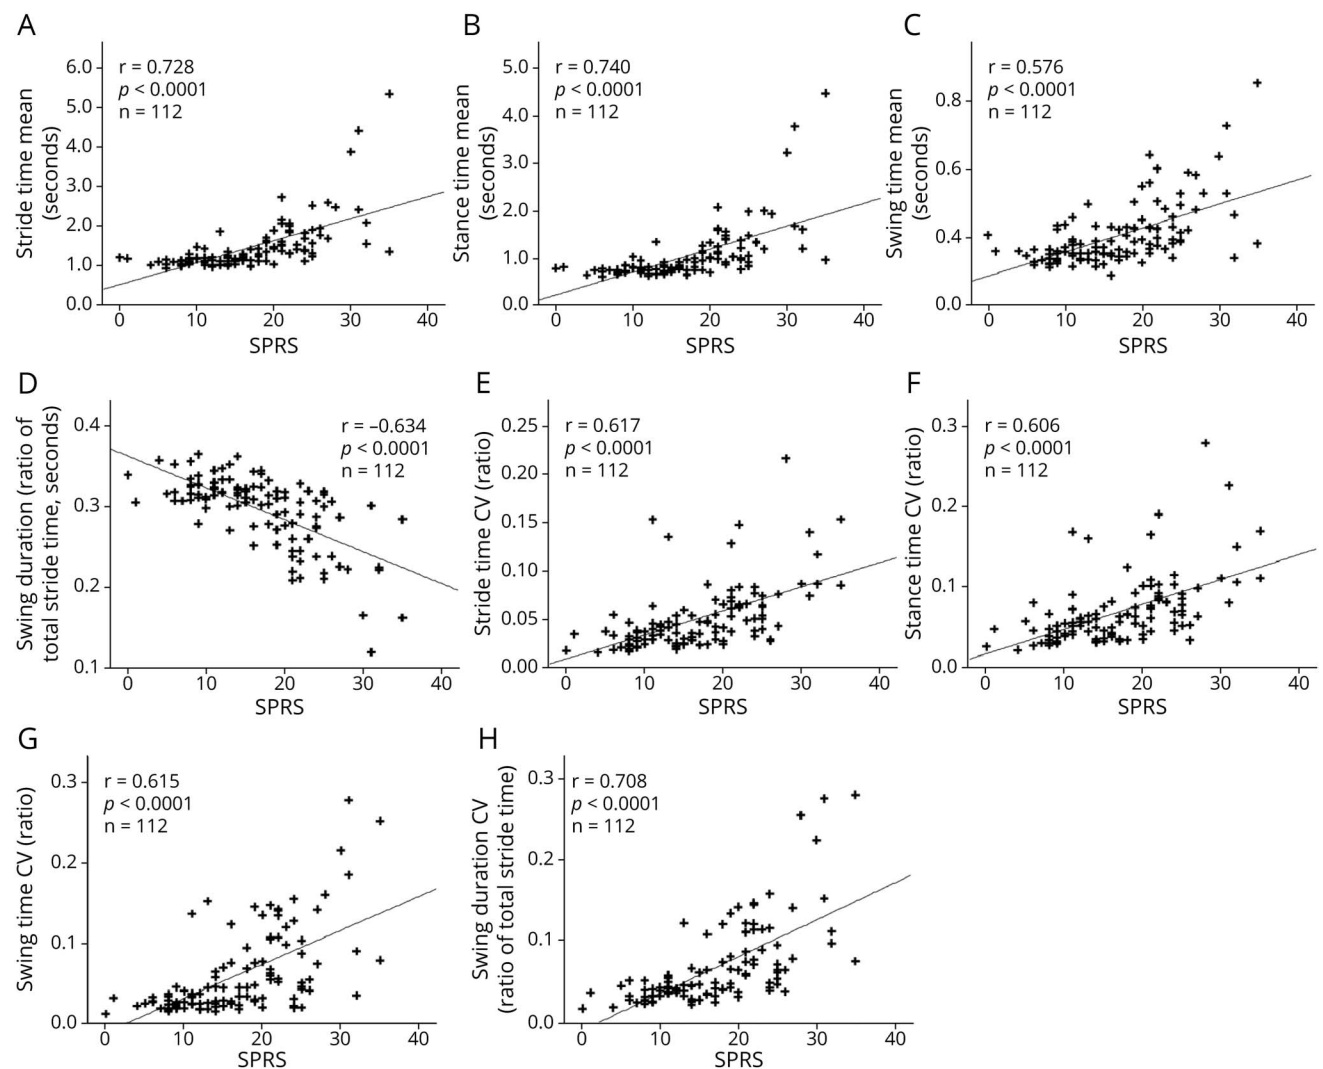 A
r = 0.728
p < 0.0001
n = 112
Stride time mean
(seconds)
6.0
5.0
4.0
3.0
2.0
1.0
0.0
0 10 20 30 40
SPRS
B
r = 0.740
p < 0.0001
n = 112
Stance time mean
(seconds)
5.0
4.0
3.0
2.0
1.0
0.0
0 10 20 30 40
SPRS
C
r = 0.576
p < 0.0001
n = 112
Swing time mean
(seconds)
0.8
0.6
0.4
0.0
0 10 20 30 40
SPRS
D
r = –0.634
p < 0.0001
n = 112
Swing duration (ratio of
total stride time, seconds)
0.4
0.3
0.2
0.1
0 10 20 30 40
SPRS
E
r = 0.617
p < 0.0001
n = 112
Stride time CV (ratio)
0.25
0.20
0.15
0.10
0.05
0.00
0 10 20 30 40
SPRS
F
r = 0.606
p < 0.0001
n = 112
Stance time CV (ratio)
0.3
0.2
0.1
0.0
0 10 20 30 40
SPRS
G
r = 0.615
p < 0.0001
n = 112
Swing time CV (ratio)
0.3
0.2
0.1
0.0
0 10 20 30 40
SPRS
H
r = 0.708
p < 0.0001
n = 112
Swing duration CV
(ratio of total stride time)
0.3
0.2
0.1
0.0
0 10 20 30 40
SPRS